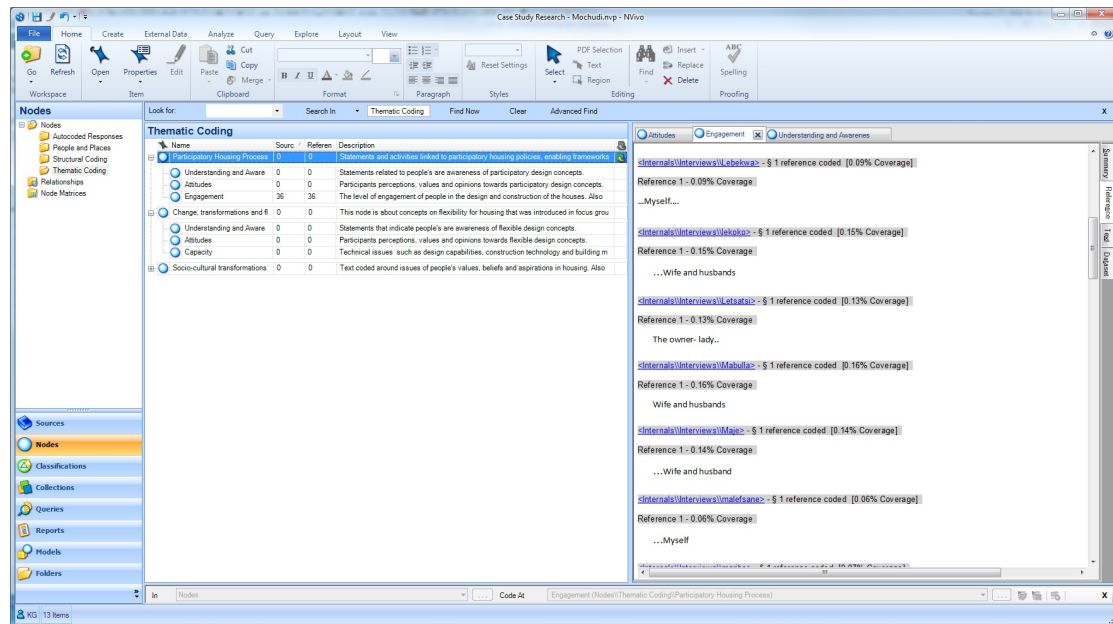 Case Study Research - Mochudi.nvp - NVivo
File Home Create External Data Analyze Query Explore Layout View
Go Refresh Open Properties Edit Paste Cut Copy Merge
B I U A
Reset Settings Select PDF Selection Text Region Find Insert Replace Delete ABC Spelling
Workspace Item Clipboard Format Paragraph Styles Editing Proofing
Nodes
Look for: Search In Thematic Coding Find Now Clear Advanced Find x
Nodes
Autocoded Responses
People and Places
Structural Coding
Thematic Coding
Relationships
Node Matrices
Sources
Nodes
Classifications
Collections
Queries
Reports
Models
Folders
Thematic Coding
Name Sourc Referen Description
Participatory Housing Process 0 0 Statements and activities linked to participatory housing policies, enabling frameworks
Understanding and Aware 0 0 Statements related to people's are awareness of participatory design concepts.
Attitudes 0 0 Participants perceptions, values and opinions towards participatory design concepts.
Engagement 36 36 The level of engagement of people in the design and construction of the houses. Also
Change, transformations and fl 0 0 This node is about concepts on flexibility for housing that was introduced in focus grou
Understanding and Aware 0 0 Statements that indicate people's are awareness of flexible design concepts.
Attitudes 0 0 Participants perceptions, values and opinions towards flexible design concepts.
Capacity 0 0 Technical issues such as design capabilities, construction technology and building m
Socio-cultural transformations 0 0 Text coded around issues of people's values, beliefs and aspirations in housing. Also
Attitudes Engagement Understanding and Awarenes
<Internals\\Interviews\\Lebekwa> - § 1 reference coded [0.09% Coverage]
Reference 1 - 0.09% Coverage
...Myself....
<Internals\\Interviews\\lekoko> - § 1 reference coded [0.15% Coverage]
Reference 1 - 0.15% Coverage
...Wife and husbands
<Internals\\Interviews\\Letsatsi> - § 1 reference coded [0.13% Coverage]
Reference 1 - 0.13% Coverage
The owner- lady..
<Internals\\Interviews\\Mabulla> - § 1 reference coded [0.16% Coverage]
Reference 1 - 0.16% Coverage
Wife and husbands
<Internals\\Interviews\\Maje> - § 1 reference coded [0.14% Coverage]
Reference 1 - 0.14% Coverage
...Wife and husband
<Internals\\Interviews\\malefsane> - § 1 reference coded [0.06% Coverage]
Reference 1 - 0.06% Coverage
...Myself
Summary
Reference
Text
Dataset
In Nodes ... Code At Engagement (Nodes\\Thematic Coding\\Participatory Housing Process) ... x
KG 13 Items